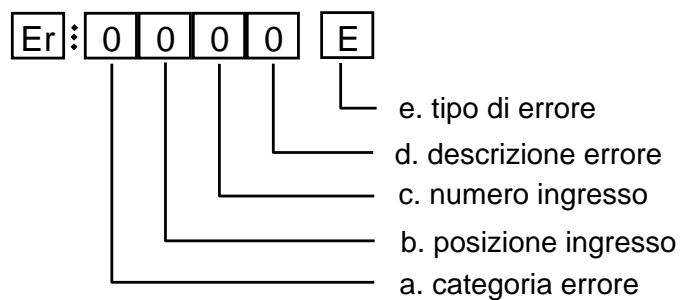 Er 0 0 0 0 E
e. tipo di errore
d. descrizione errore
c. numero ingresso
b. posizione ingresso
a. categoria errore